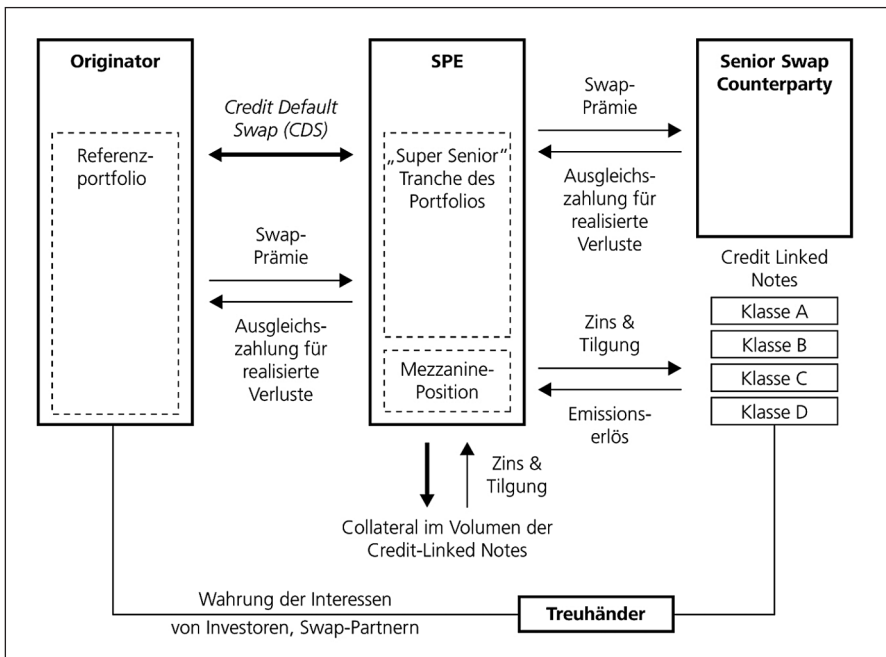 Originator
Referenz-
portfolio
Credit Default
Swap (CDS)
Swap-
Prämie
Ausgleichs-
zahlung für
realisierte
Verluste
SPE
„Super Senior“
Tranche des
Portfolios
Mezzanine-
Position
Swap-
Prämie
Ausgleichs-
zahlung für
realisierte
Verluste
Zins &
Tilgung
Emissions-
erlös
Senior Swap
Counterparty
Credit Linked
Notes
Klasse A
Klasse B
Klasse C
Klasse D
Zins &
Tilgung
Collateral im Volumen der
Credit-Linked Notes
Wahrung der Interessen
von Investoren, Swap-Partnern
Treuhänder